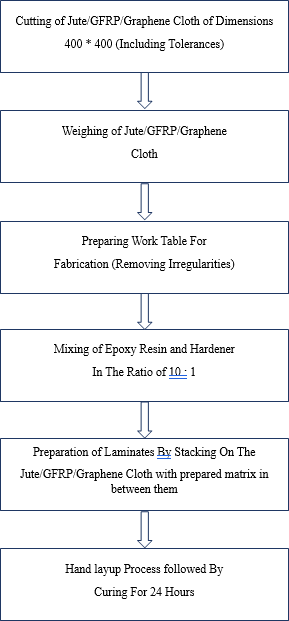 Cutting of Jute/GFRP/Graphene Cloth of Dimensions
400 * 400 (Including Tolerances)
Weighing of Jute/GFRP/Graphene
Cloth
Preparing Work Table For
Fabrication (Removing Irregularities)
Mixing of Epoxy Resin and Hardener
In The Ratio of 10 : 1
Preparation of Laminates By Stacking On The
Jute/GFRP/Graphene Cloth with prepared matrix in
between them
Hand layup Process followed By
Curing For 24 Hours